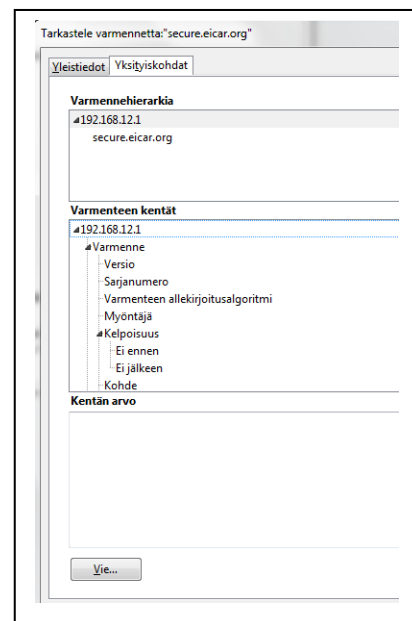 Tarkastele varmennetta:"secure.eicar.org"
Yleistiedot Yksityiskohdat
Varmennehierarkia
192.168.12.1
secure.eicar.org
Varmenteen kentät
192.168.12.1
Varmenne
Versio
Sarjanumero
Varmenteen allekirjoitusalgoritmi
Myöntäjä
Kelpoisuus
Ei ennen
Ei jälkeen
Kohde
Kentän arvo
Vie...